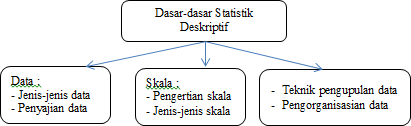 Dasar-dasar Statistik
Deskriptif
Data :
- Jenis-jenis data
- Penyajian data
Skala :
- Pengertian skala
- Jenis-jenis skala
- Teknik pengupulan data
- Pengorganisasian data